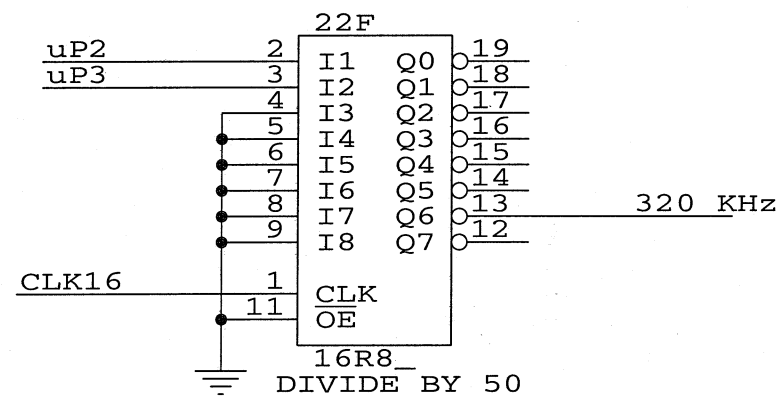 22F
uP2 2 I1 Q0 19
uP3 3 I2 Q1 18
4 I3 Q2 17
5 I4 Q3 16
6 I5 Q4 15
7 I6 Q5 14
8 I7 Q6 13 320 KHz
9 I8 Q7 12
CLK16 1 CLK
11 OE
16R8_
DIVIDE BY 50